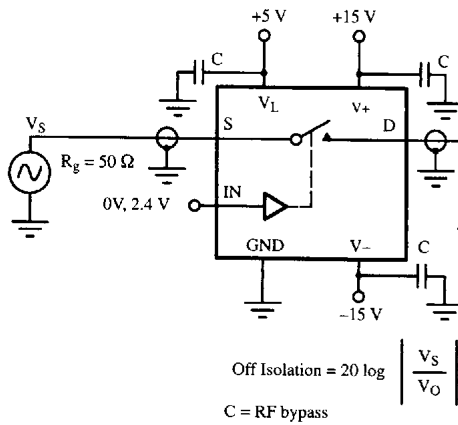 +5 V
+15 V
C
C
V_L
V+
V_S
S
D
R_g = 50 Ω
IN
0V, 2.4 V
GND
V−
C
−15 V
Off Isolation = 20 log | V_S / V_O |
C = RF bypass